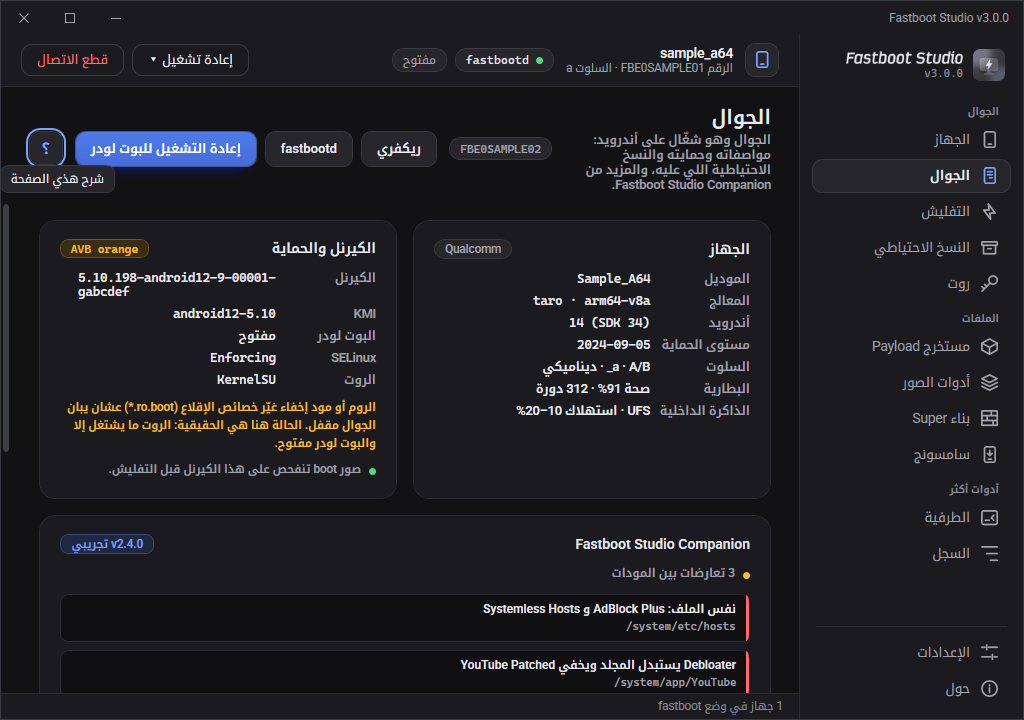 Fastboot Studio v3.0.0
Fastboot Studio
v3.0.0
الجوال
الجهاز
الجوال
التفليش
النسخ الاحتياطي
روت
الملفات
مستخرج Payload
أدوات الصور
بناء Super
سامسونج
أدوات أكثر
الطرفية
السجل
الإعدادات
حول
sample_a64
الرقم FBE0SAMPLE01 · السلوت a
fastbootd
مفتوح
إعادة تشغيل
قطع الاتصال
الجوال
الجوال وهو شغّال على أندرويد:
مواصفاته وحمايته والنسخ
الاحتياطية اللي عليه، والمزيد من
Fastboot Studio Companion.
FBE0SAMPLE02
ريكفري
fastbootd
إعادة التشغيل للبوت لودر
؟
شرح هذي الصفحة
الجهاز
Qualcomm
الموديل Sample_A64
المعالج taro · arm64-v8a
أندرويد 14 (SDK 34)
مستوى الحماية 2024-09-05
السلوت A/B · _a · ديناميكي
البطارية صحة 91% · 312 دورة
الذاكرة الداخلية UFS · استهلاك 10–20%
الكيرنل والحماية
AVB orange
الكيرنل 5.10.198-android12-9-00001-
gabcdef
KMI android12-5.10
البوت لودر مفتوح
SELinux Enforcing
الروت KernelSU
الروم أو مود إخفاء غيّر خصائص الإقلاع (ro.boot.*) عشان يبان
الجوال مقفل. الحالة هنا هي الحقيقية: الروت ما يشتغل إلا
والبوت لودر مفتوح.
صور boot تنفحص على هذا الكيرنل قبل التفليش.
Fastboot Studio Companion
v2.4.0 تجريبي
3 تعارضات بين المودات
نفس الملف: AdBlock Plus و Systemless Hosts
/system/etc/hosts
Debloater يستبدل المجلد ويخفي YouTube Patched
/system/app/YouTube
1 جهاز في وضع fastboot